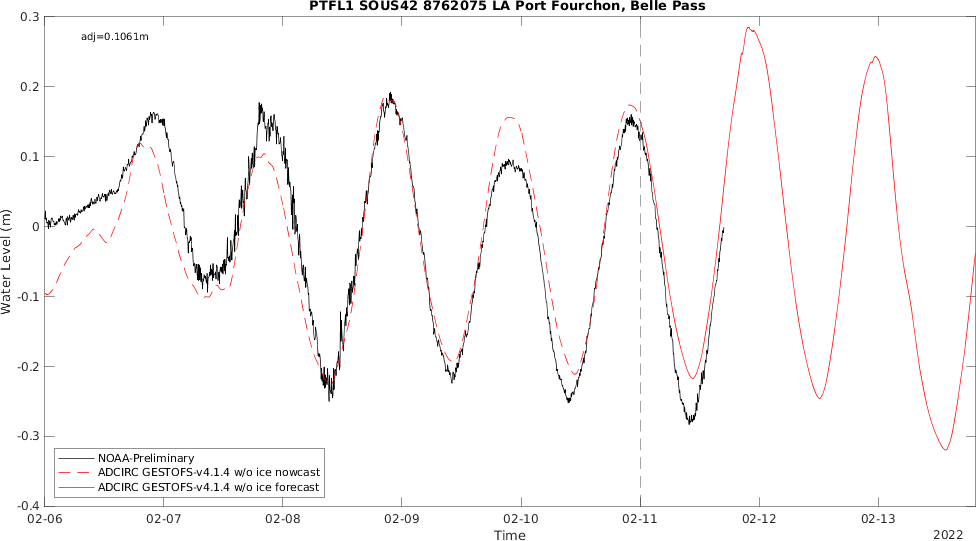 PTFL1 SOUS42 8762075 LA Port Fourchon, Belle Pass
adj=0.1061m
0.3
0.2
0.1
0
-0.1
-0.2
-0.3
-0.4
Water Level (m)
NOAA-Preliminary
ADCIRC GESTOFS-v4.1.4 w/o ice nowcast
ADCIRC GESTOFS-v4.1.4 w/o ice forecast
02-06 02-07 02-08 02-09 02-10 02-11 02-12 02-13
Time
2022